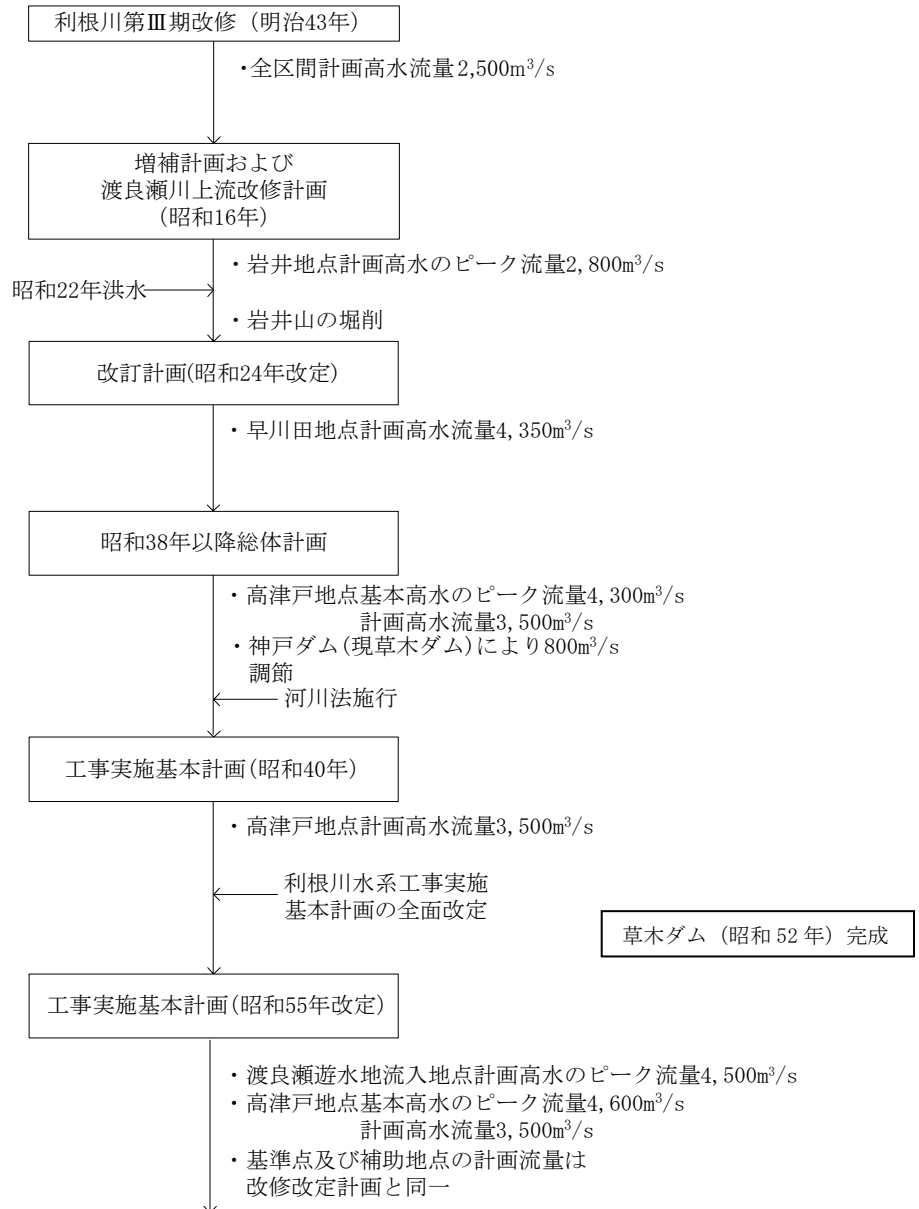 利根川第Ⅲ期改修（明治43年）
・全区間計画高水流量2,500m³/s
増補計画および
渡良瀬川上流改修計画
（昭和16年）
・岩井地点計画高水のピーク流量2,800m³/s
昭和22年洪水
・岩井山の堀削
改訂計画(昭和24年改定)
・早川田地点計画高水流量4,350m³/s
昭和38年以降総体計画
・高津戸地点基本高水のピーク流量4,300m³/s
計画高水流量3,500m³/s
・神戸ダム(現草木ダム)により800m³/s
調節
河川法施行
工事実施基本計画(昭和40年)
・高津戸地点計画高水流量3,500m³/s
利根川水系工事実施
基本計画の全面改定
草木ダム（昭和 52 年）完成
工事実施基本計画(昭和55年改定)
・渡良瀬遊水地流入地点計画高水のピーク流量4,500m³/s
・高津戸地点基本高水のピーク流量4,600m³/s
計画高水流量3,500m³/s
・基準点及び補助地点の計画流量は
改修改定計画と同一